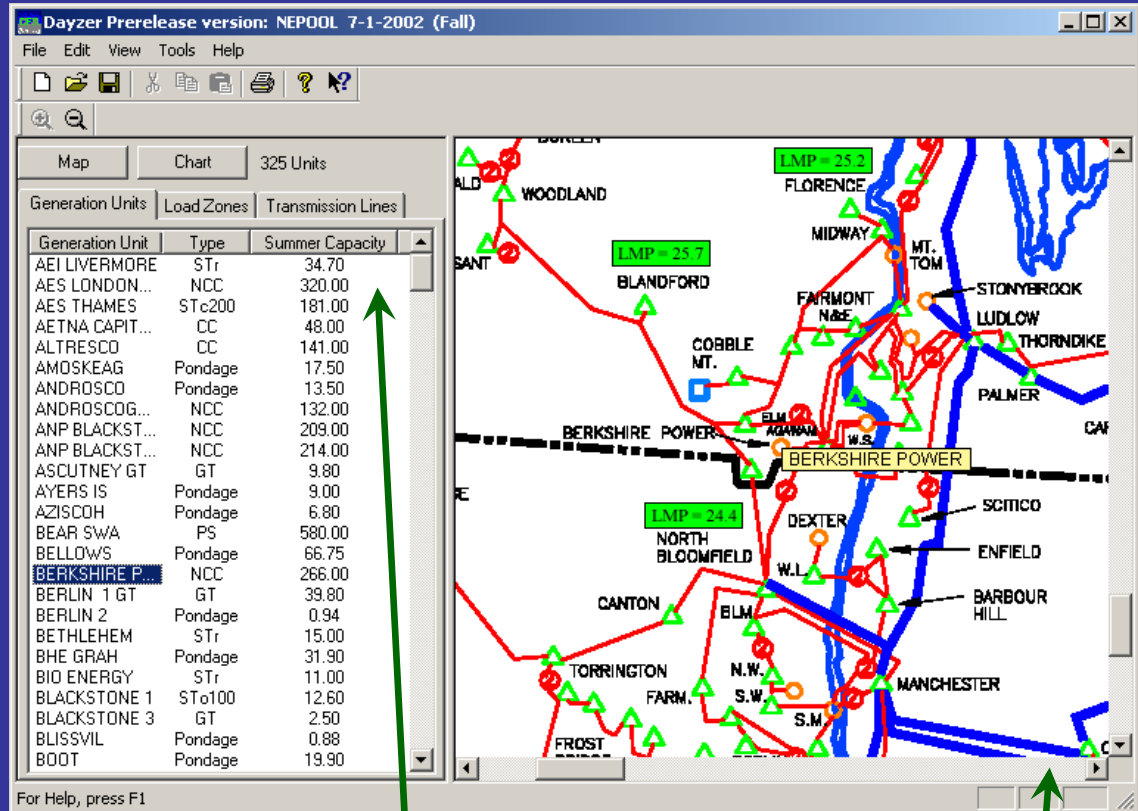 Dayzer Prerelease version: NEPOOL 7-1-2002 (Fall)
File Edit View Tools Help
Map Chart 325 Units
Generation Units Load Zones Transmission Lines
Generation Unit Type Summer Capacity
AEI LIVERMORE STr 34.70
AES LONDON... NCC 320.00
AES THAMES STc200 181.00
AETNA CAPIT... CC 48.00
ALTRESCO CC 141.00
AMOSKEAG Pondage 17.50
ANDROSCO Pondage 13.50
ANDROSCOG... NCC 132.00
ANP BLACKST... NCC 209.00
ANP BLACKST... NCC 214.00
ASCUTNEY GT GT 9.80
AYERS IS Pondage 9.00
AZISCOH Pondage 6.80
BEAR SWA PS 580.00
BELLOWS Pondage 66.75
BERKSHIRE P... NCC 266.00
BERLIN 1 GT GT 39.80
BERLIN 2 Pondage 0.94
BETHLEHEM STr 15.00
BHE GRAH Pondage 31.90
BIO ENERGY STr 11.00
BLACKSTONE 1 STo100 12.60
BLACKSTONE 3 GT 2.50
BLISSVIL Pondage 0.88
BOOT Pondage 19.90
LMP = 25.2
ALD
WOODLAND
FLORENCE
MIDWAY
MT.
TOM
SANT
LMP = 25.7
BLANDFORD
STONYBROOK
FAIRMONT
N&E
LUDLOW
THORNDIKE
COBBLE
MT.
PALMER
ELM
AGAWAM
BERKSHIRE POWER
W.S.
BERKSHIRE POWER
LMP = 24.4
NORTH
BLOOMFIELD
DEXTER
SCITICO
ENFIELD
W.L.
CANTON
BLM
BARBOUR
HILL
TORRINGTON
N.W.
FARM.
S.W.
MANCHESTER
S.M.
FROST
For Help, press F1